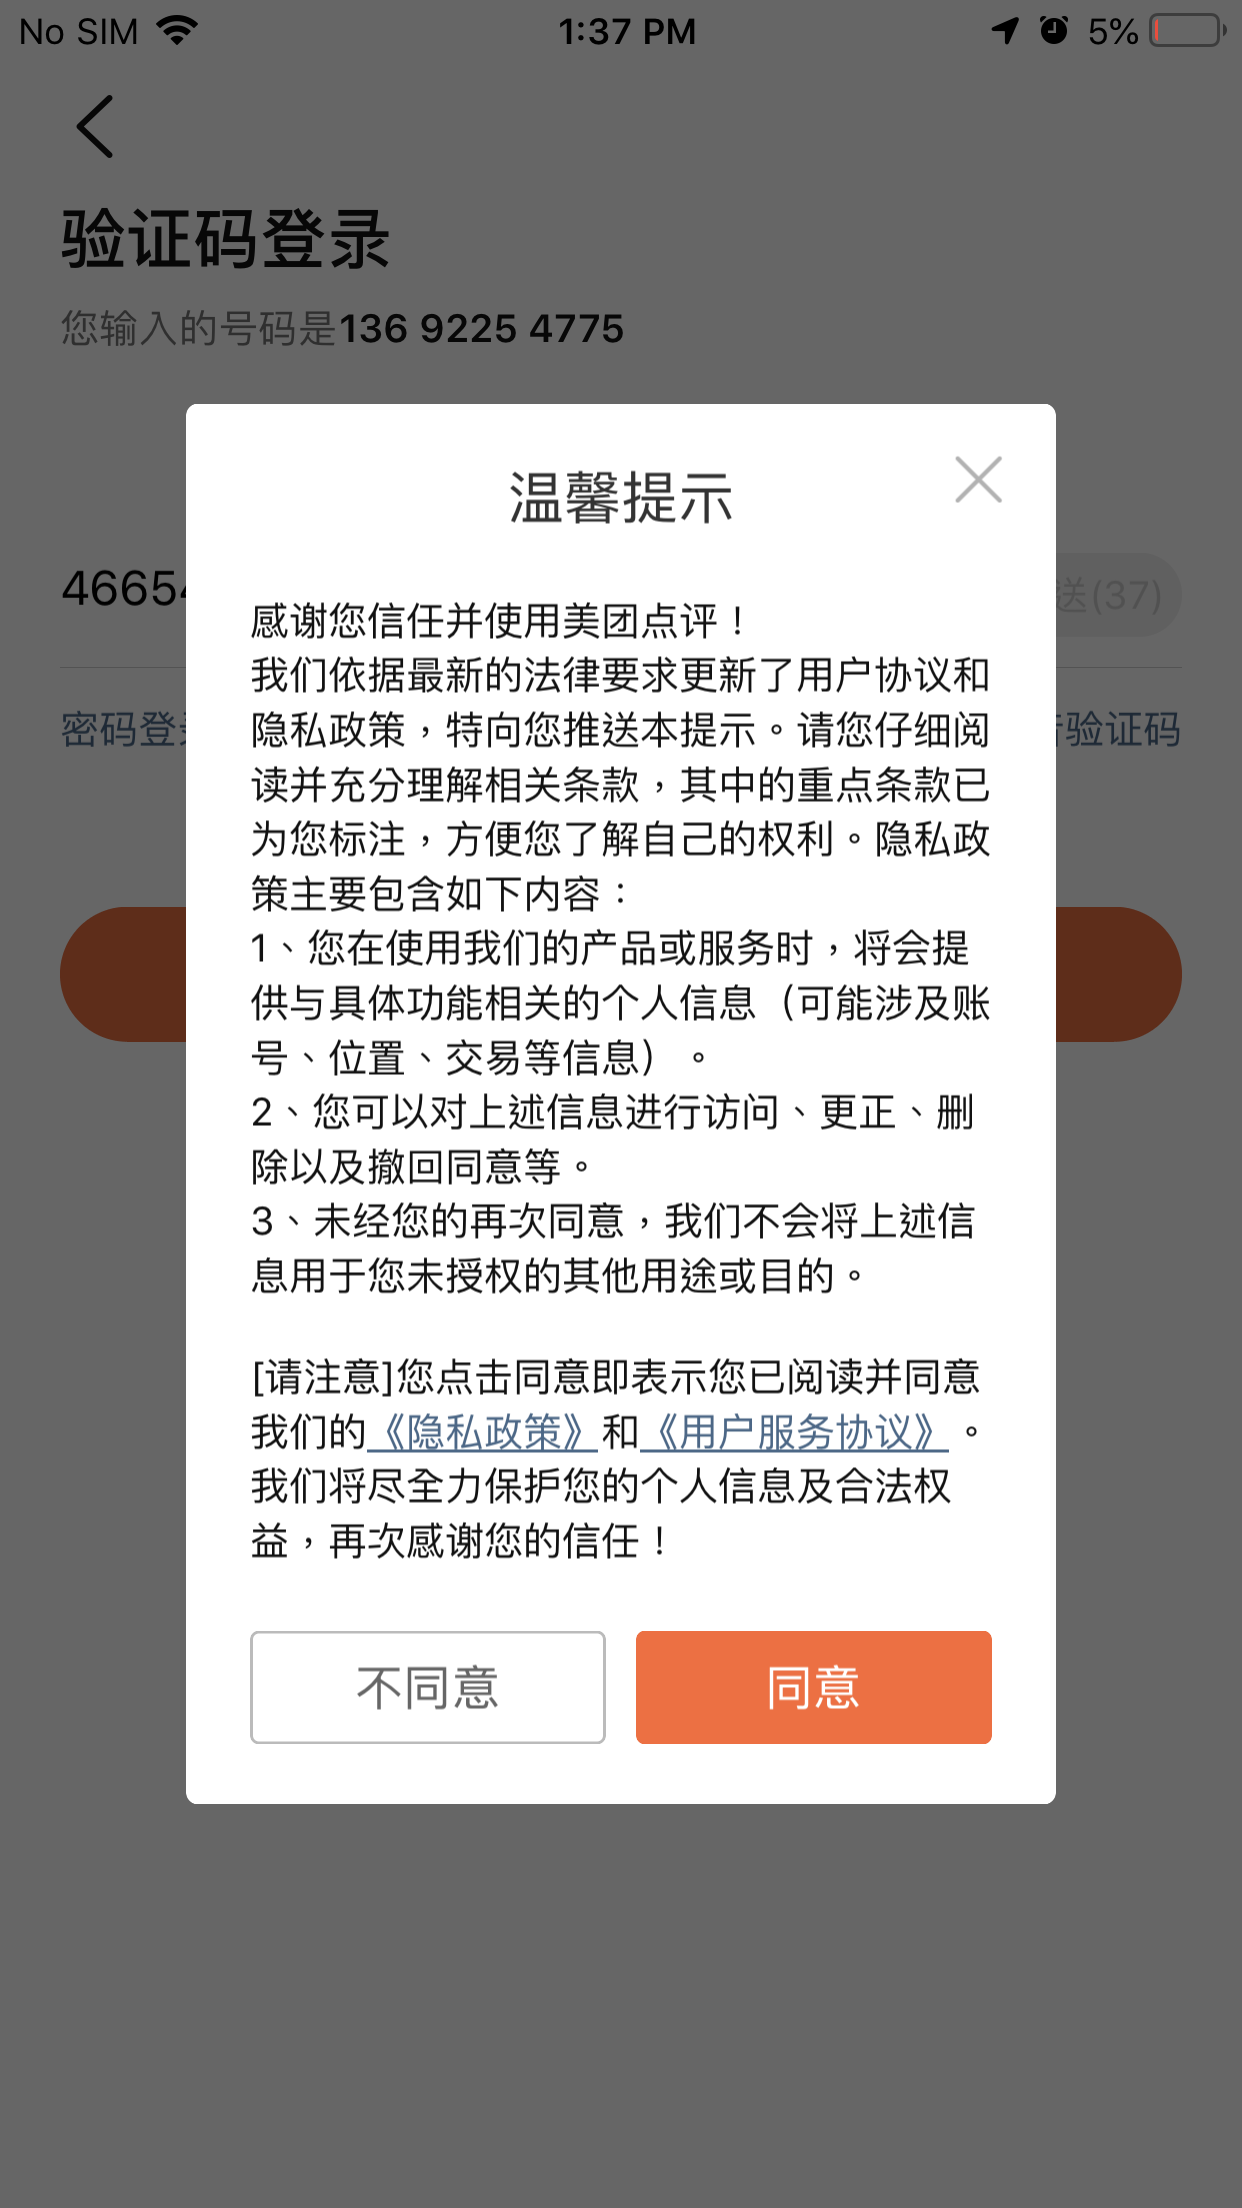 No SIM 1:37 PM 5%
验证码登录
您输入的号码是136 9225 4775
温馨提示
4665
送(37)
密码登
验证码
感谢您信任并使用美团点评！
我们依据最新的法律要求更新了用户协议和
隐私政策，特向您推送本提示。请您仔细阅
读并充分理解相关条款，其中的重点条款已
为您标注，方便您了解自己的权利。隐私政
策主要包含如下内容：
1、您在使用我们的产品或服务时，将会提
供与具体功能相关的个人信息（可能涉及账
号、位置、交易等信息）。
2、您可以对上述信息进行访问、更正、删
除以及撤回同意等。
3、未经您的再次同意，我们不会将上述信
息用于您未授权的其他用途或目的。
[请注意]您点击同意即表示您已阅读并同意
我们的《隐私政策》和《用户服务协议》。
我们将尽全力保护您的个人信息及合法权
益，再次感谢您的信任！
不同意 同意